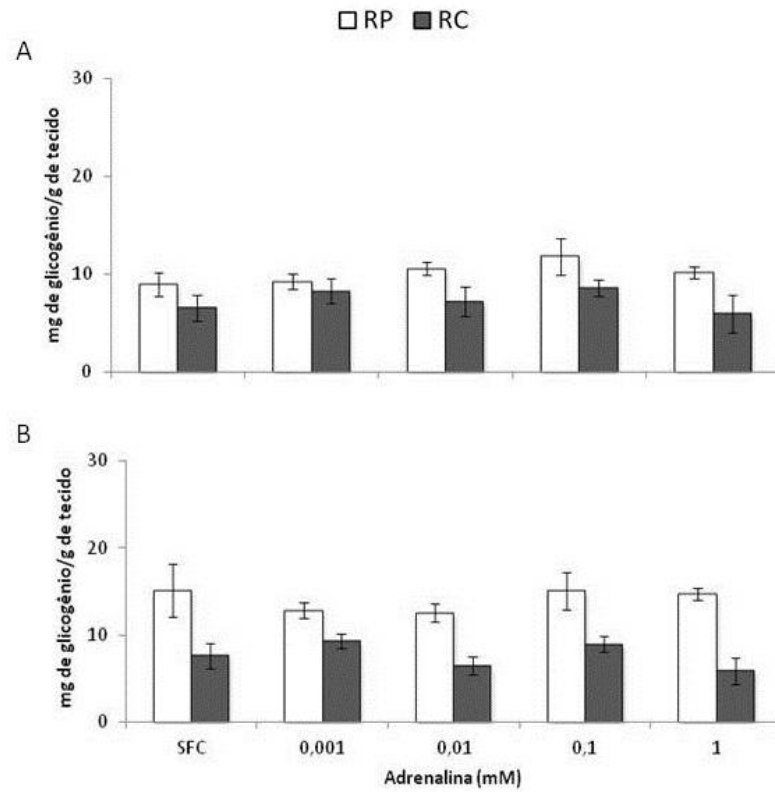 RP RC
A
mg de glicogênio/g de tecido
30
20
10
0
B
mg de glicogênio/g de tecido
30
20
10
0
SFC 0,001 0,01 0,1 1
Adrenalina (mM)